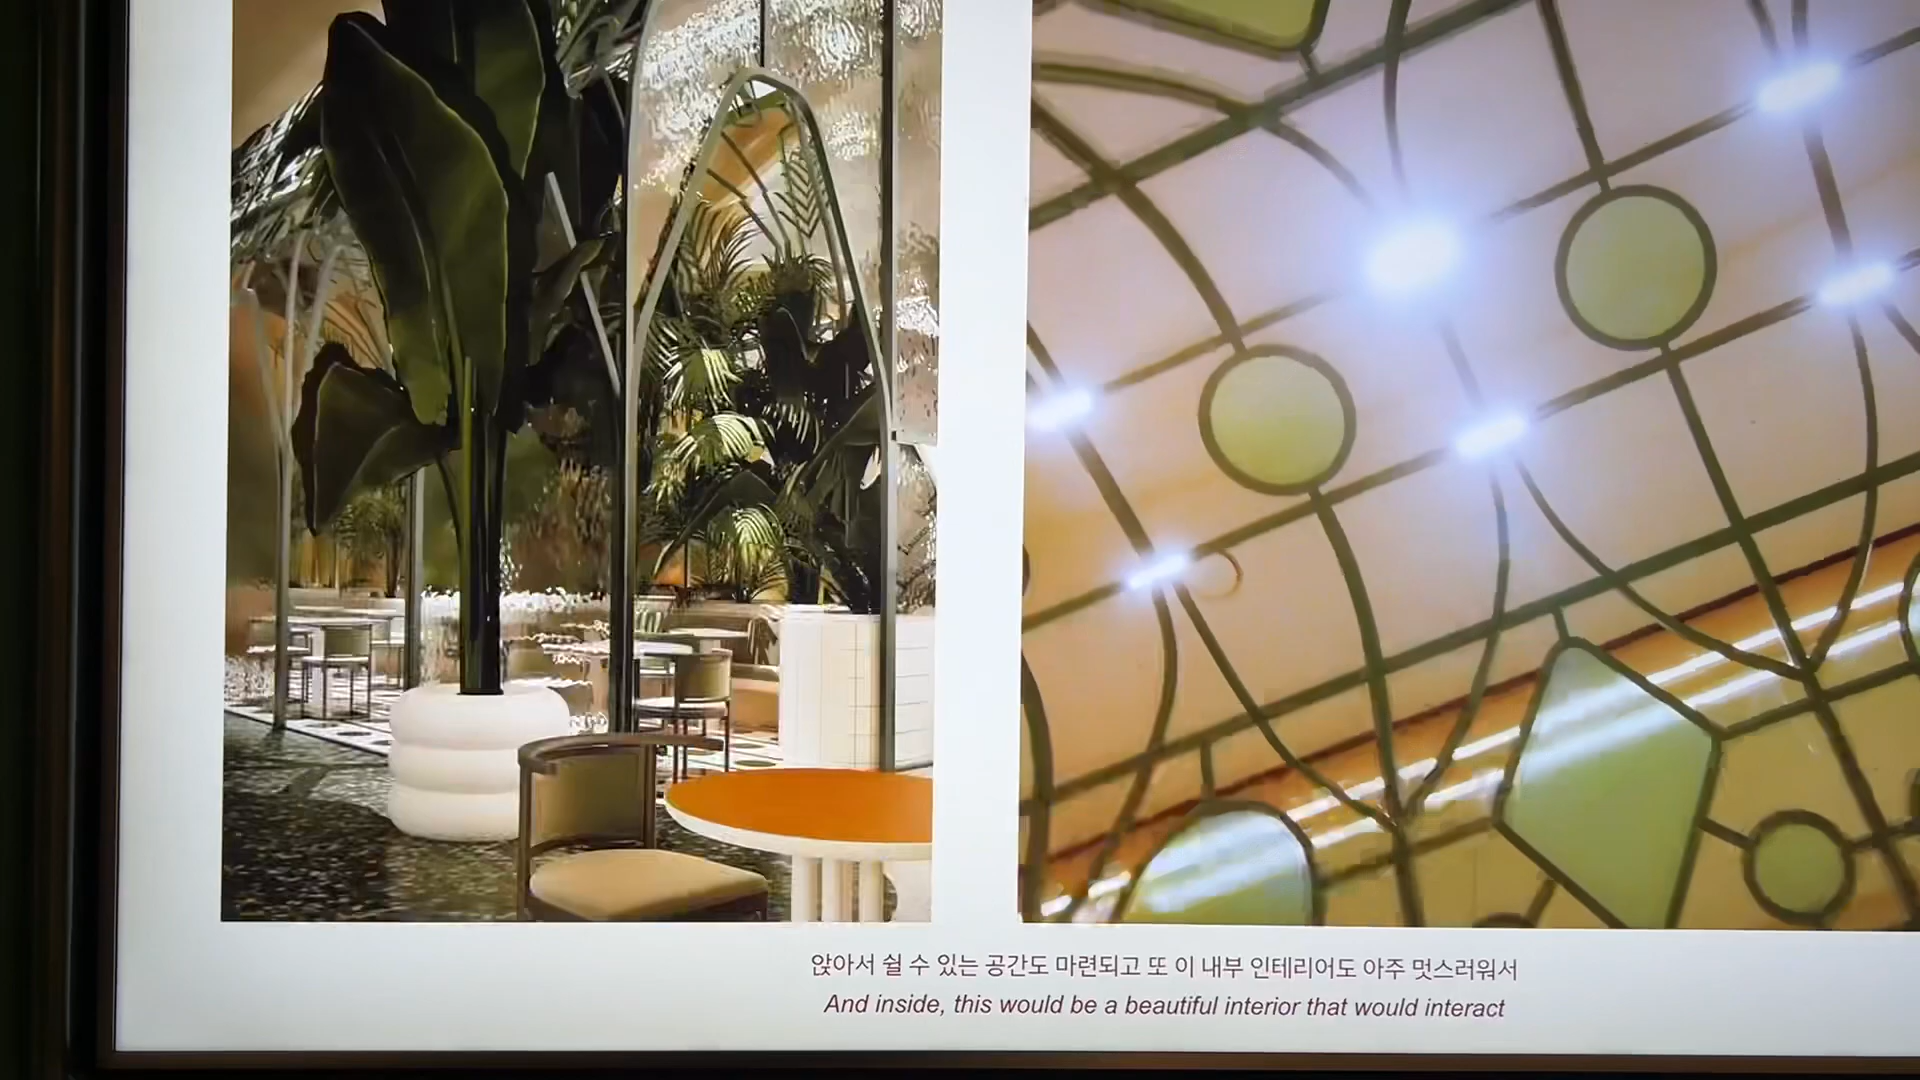 앉아서 쉴 수 있는 공간도 마련되고 또 이 내부 인테리어도 아주 멋스러워서
And inside, this would be a beautiful interior that would interact